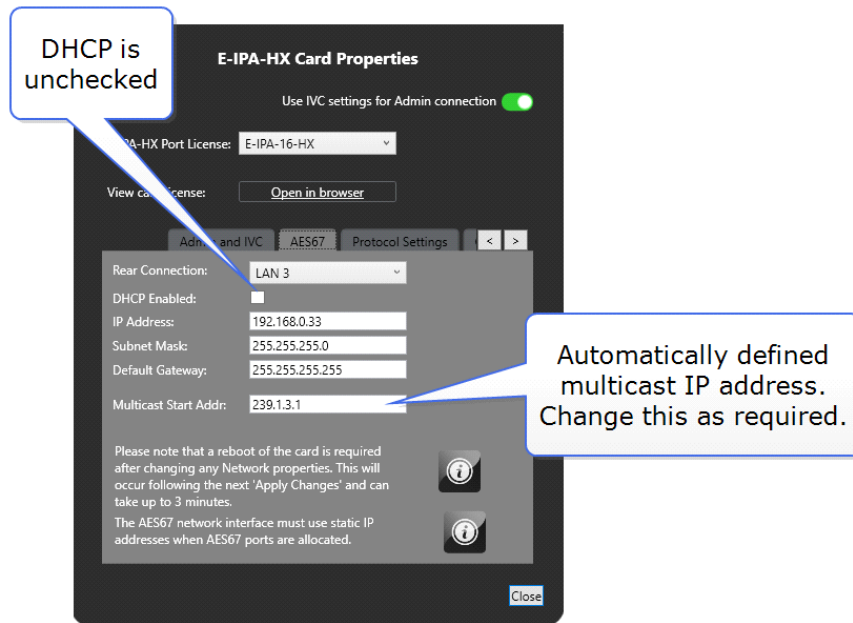 DHCP is
unchecked
E-IPA-HX Card Properties
Use IVC settings for Admin connection
PA-HX Port License: E-IPA-16-HX
View ca icense: Open in browser
Admin and IVC AES67 Protocol Settings < >
Rear Connection: LAN 3
DHCP Enabled:
IP Address: 192.168.0.33
Subnet Mask: 255.255.255.0
Default Gateway: 255.255.255.255
Multicast Start Addr: 239.1.3.1
Automatically defined
multicast IP address.
Change this as required.
Please note that a reboot of the card is required
after changing any Network properties. This will
occur following the next 'Apply Changes' and can
take up to 3 minutes.
The AES67 network interface must use static IP
addresses when AES67 ports are allocated.
Close